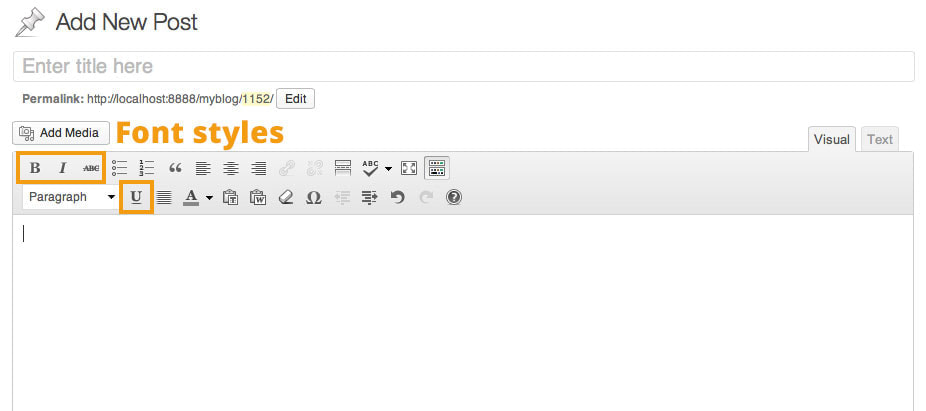 Add New Post
Enter title here
Permalink: http://localhost:8888/myblog/1152/ Edit
Add Media Font styles
Visual Text
B I ABC ABC
Paragraph U A